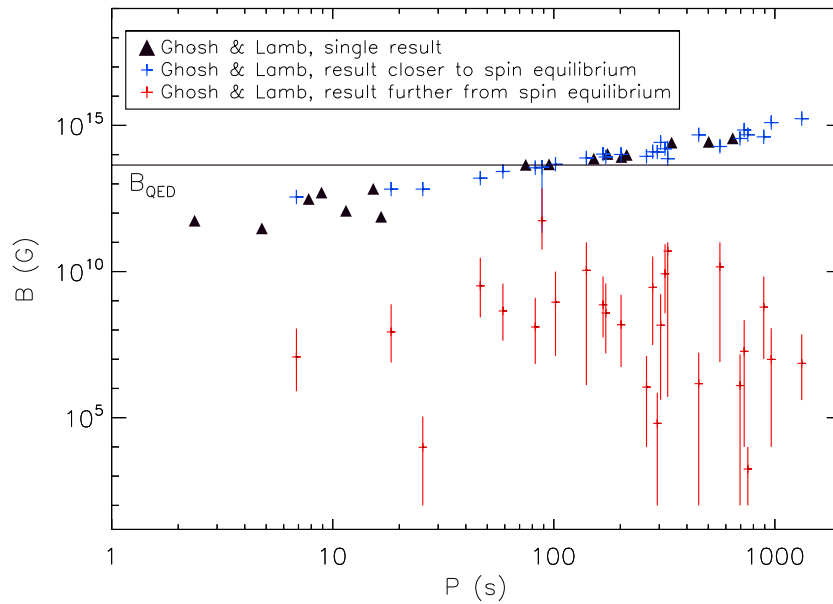 Ghosh & Lamb, single result
Ghosh & Lamb, result closer to spin equilibrium
Ghosh & Lamb, result further from spin equilibrium
10^15
B_QED
10^10
10^5
B (G)
1 10 100 1000
P (s)